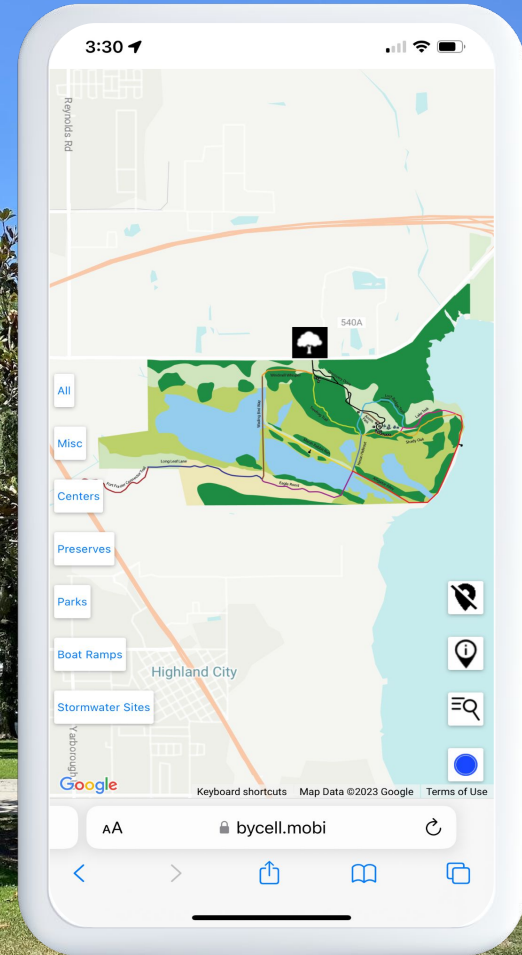 3:30
Reynolds Rd
540A
All
Misc
Centers
Preserves
Parks
Boat Ramps
Stormwater Sites
Highland City
Yarborough
Google
Keyboard shortcuts
Map Data ©2023 Google
Terms of Use
AA
bycell.mobi